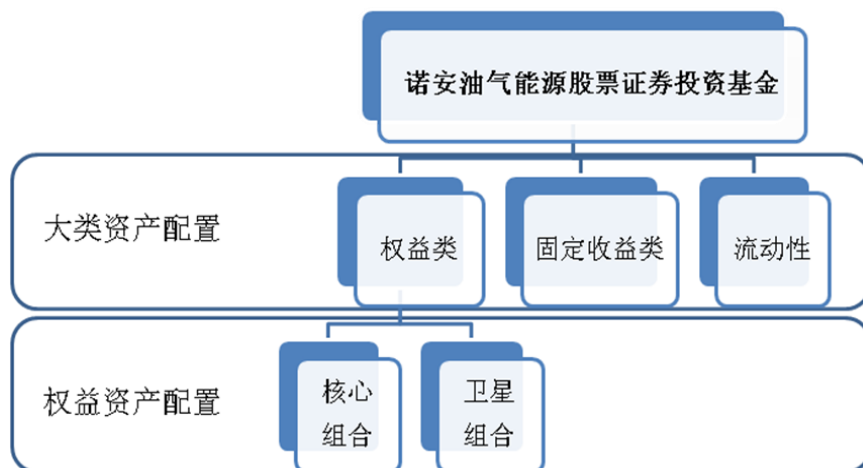 诺安油气能源股票证券投资基金
大类资产配置
权益类
固定收益类
流动性
权益资产配置
核心
组合
卫星
组合